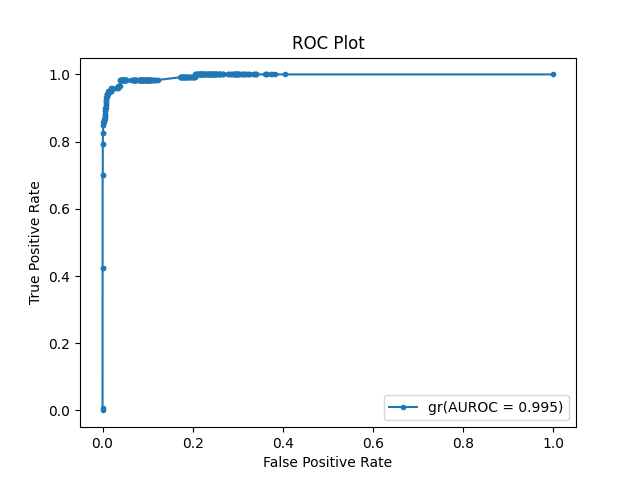 ROC Plot
True Positive Rate
1.0
0.8
0.6
0.4
0.2
0.0
gr(AUROC = 0.995)
0.0 0.2 0.4 0.6 0.8 1.0
False Positive Rate